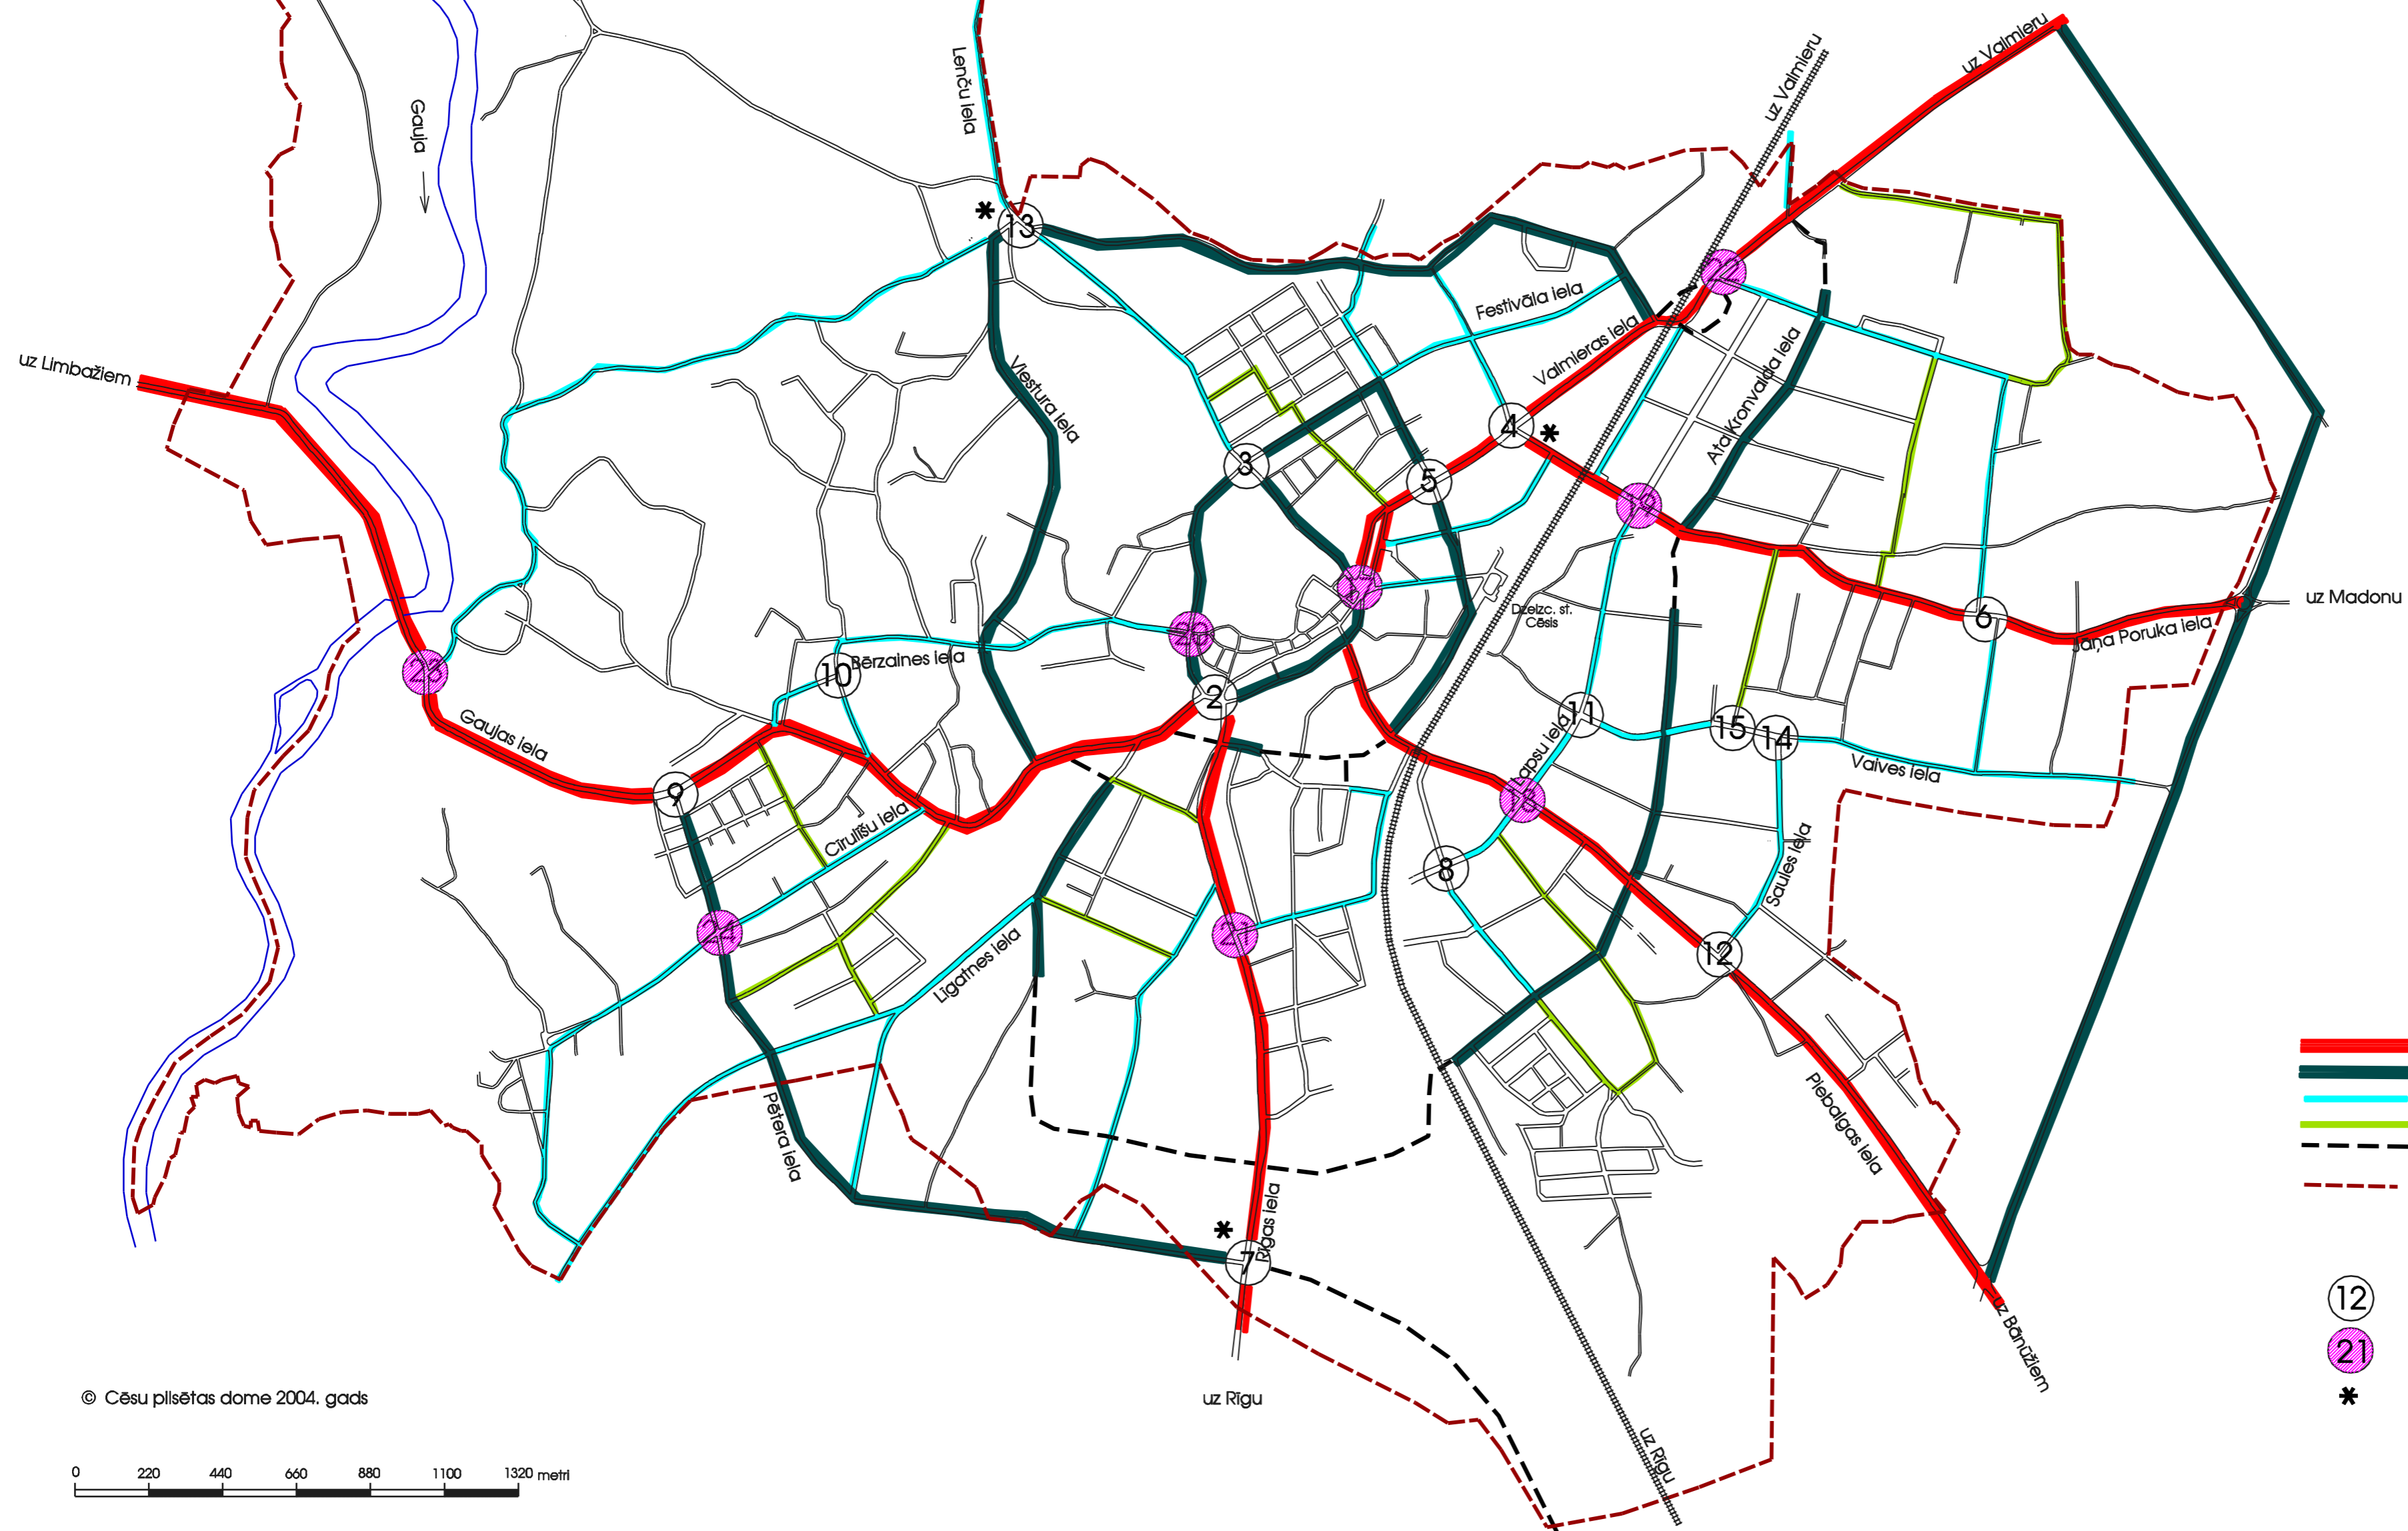 uz Valmieru
uz Valmieru
Lenču iela
Gauja
13
22
Festivāla iela
Valmieras iela
uz Limbažiem
Viestura iela
Ata Kronvalda iela
4
3
5
19
17
Dzelzc. st.
Cēsis
6
uz Madonu
Jāņa Poruka iela
20
Bērzaines iela
10
23
2
11
15
14
Gaujas iela
Vaives iela
9
18
Cīrulīšu iela
8
Saules iela
24
21
12
Līgatnes iela
Pētera iela
Piebalgas iela
Rīgas iela
7
12
uz Bānūžiem
21
© Cēsu pilsētas dome 2004. gads
uz Rīgu
uz Rīgu
0 220 440 660 880 1100 1320 metri